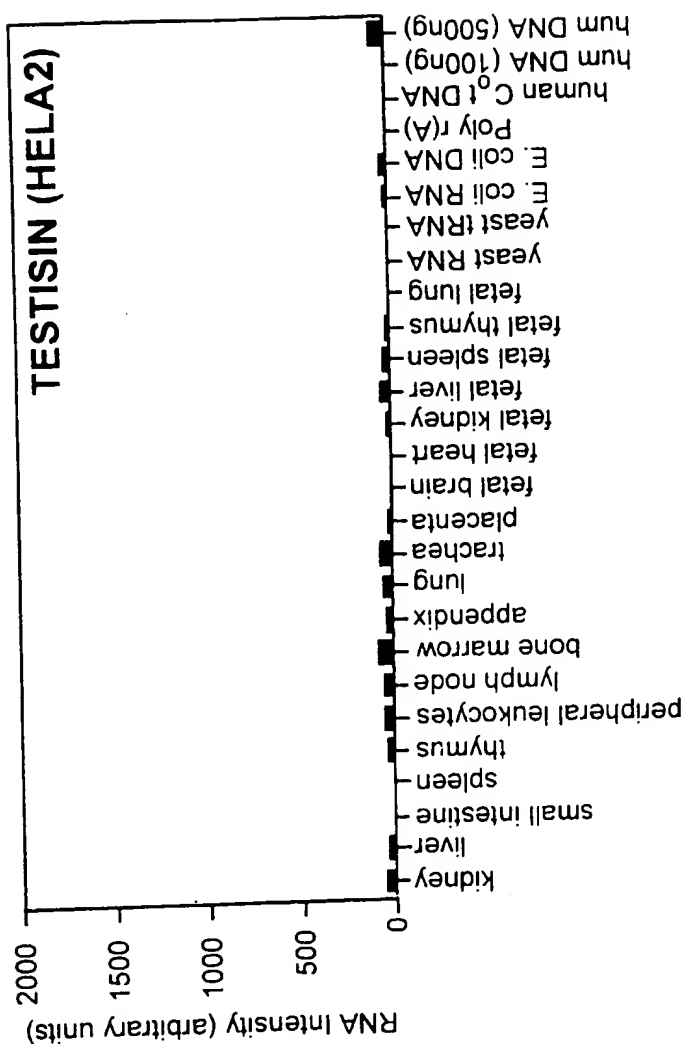 TESTISIN (HELA2)
RNA Intensity (arbitrary units)
2000
1500
1000
500
0
kidney
liver
small intestine
spleen
thymus
peripheral leukocytes
lymph node
bone marrow
appendix
lung
trachea
placenta
fetal brain
fetal heart
fetal kidney
fetal liver
fetal spleen
fetal thymus
fetal lung
yeast RNA
yeast tRNA
E. coli RNA
E. coli DNA
Poly r(A)
human Cot DNA
hum DNA (100ng)
hum DNA (500ng)